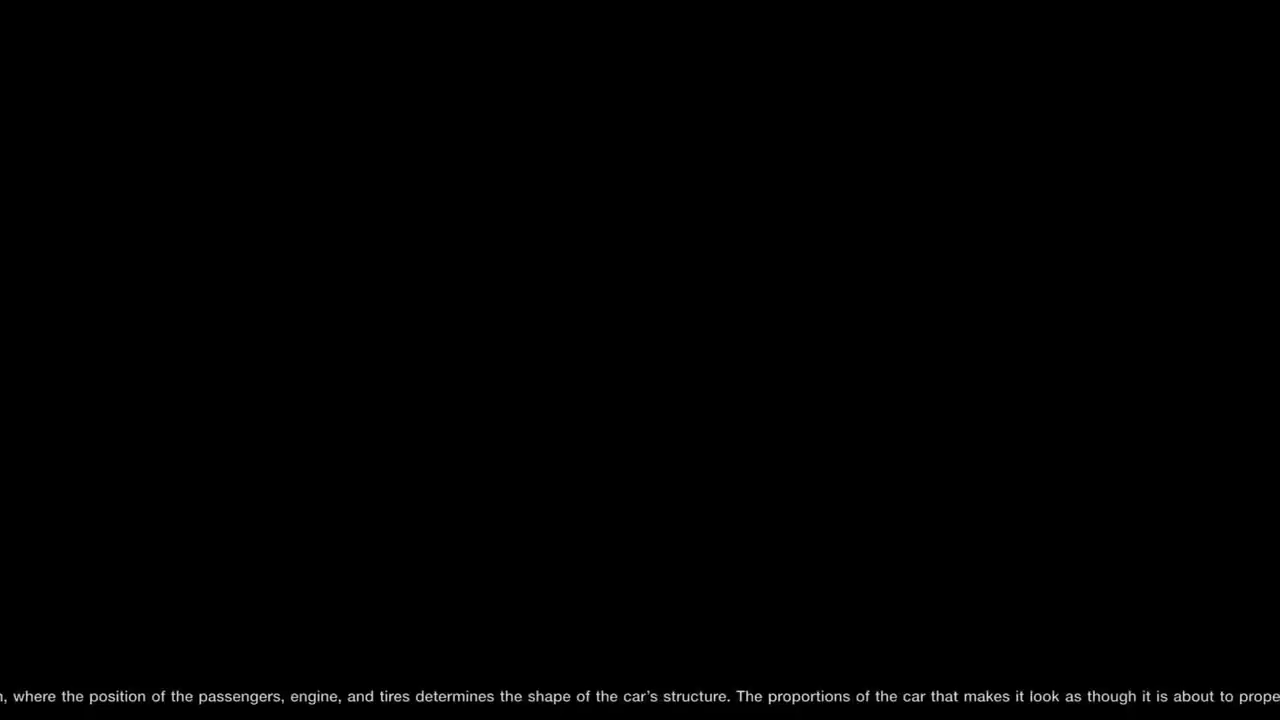 , where the position of the passengers, engine, and tires determines the shape of the car’s structure. The proportions of the car that makes it look as though it is about to